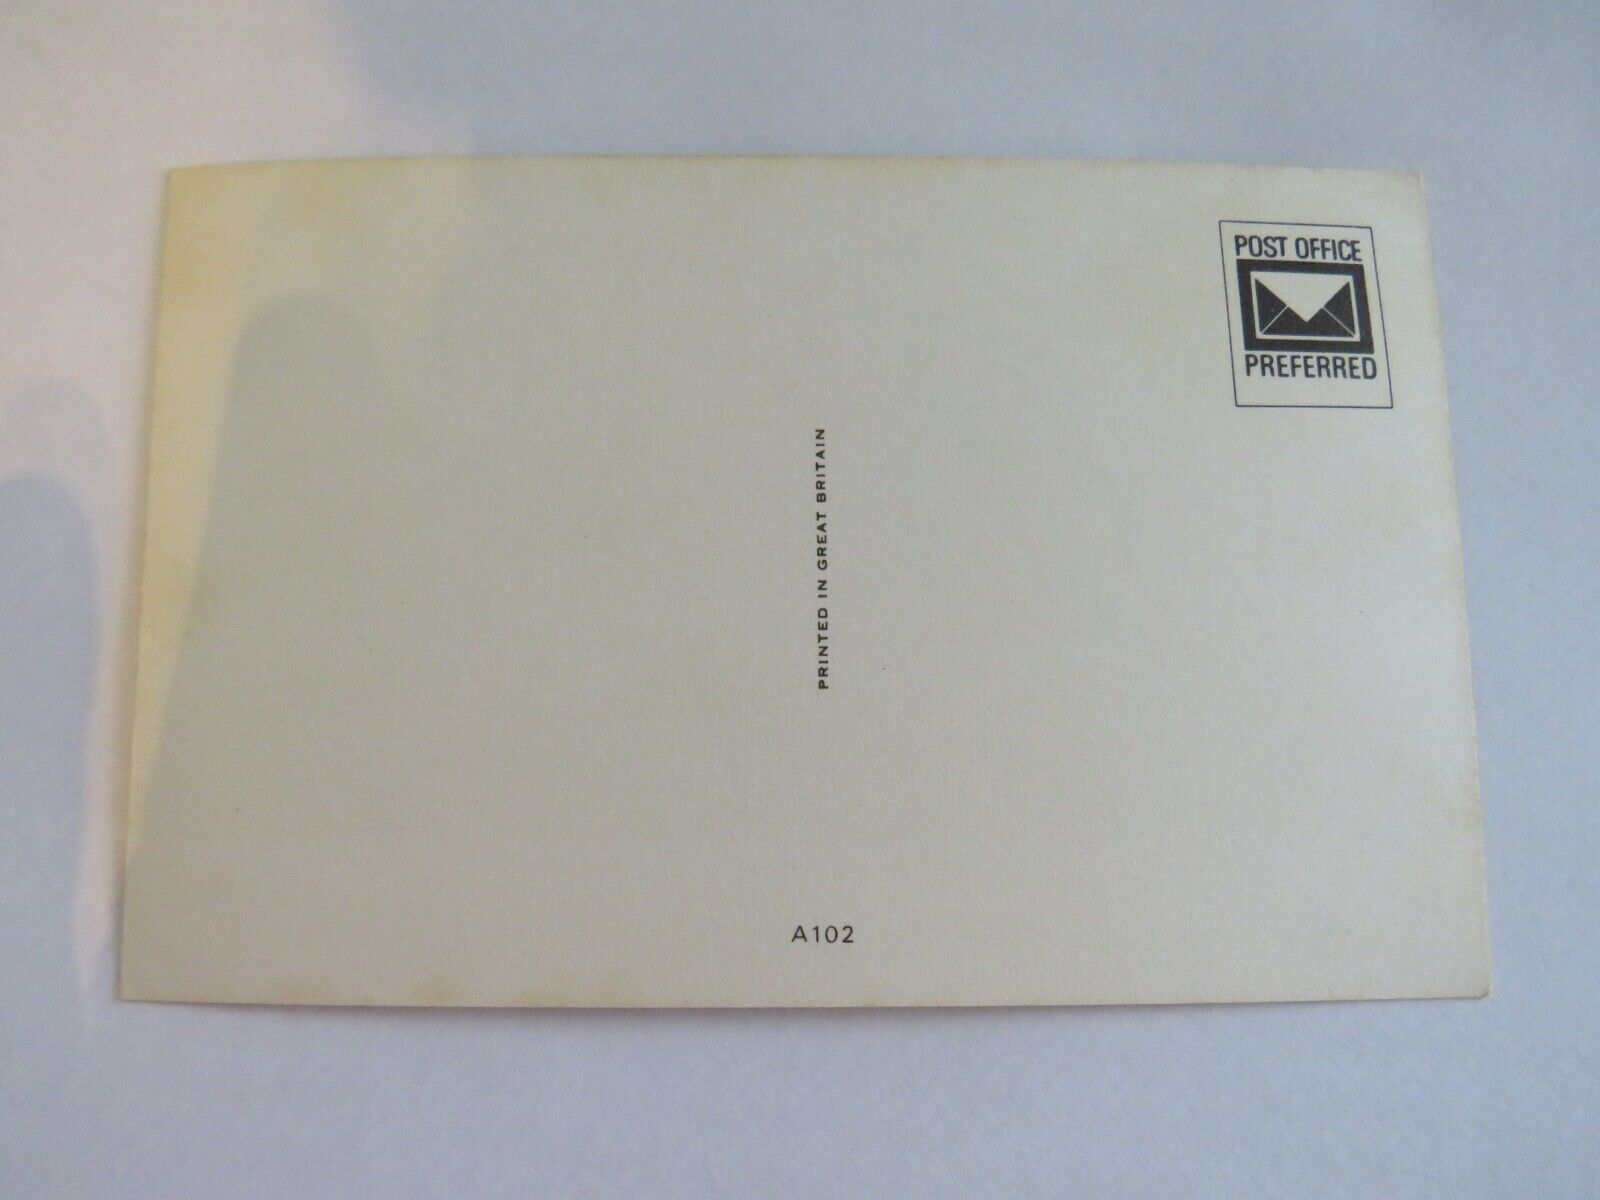 POST OFFICE
PREFERRED
PRINTED IN GREAT BRITAIN
A102